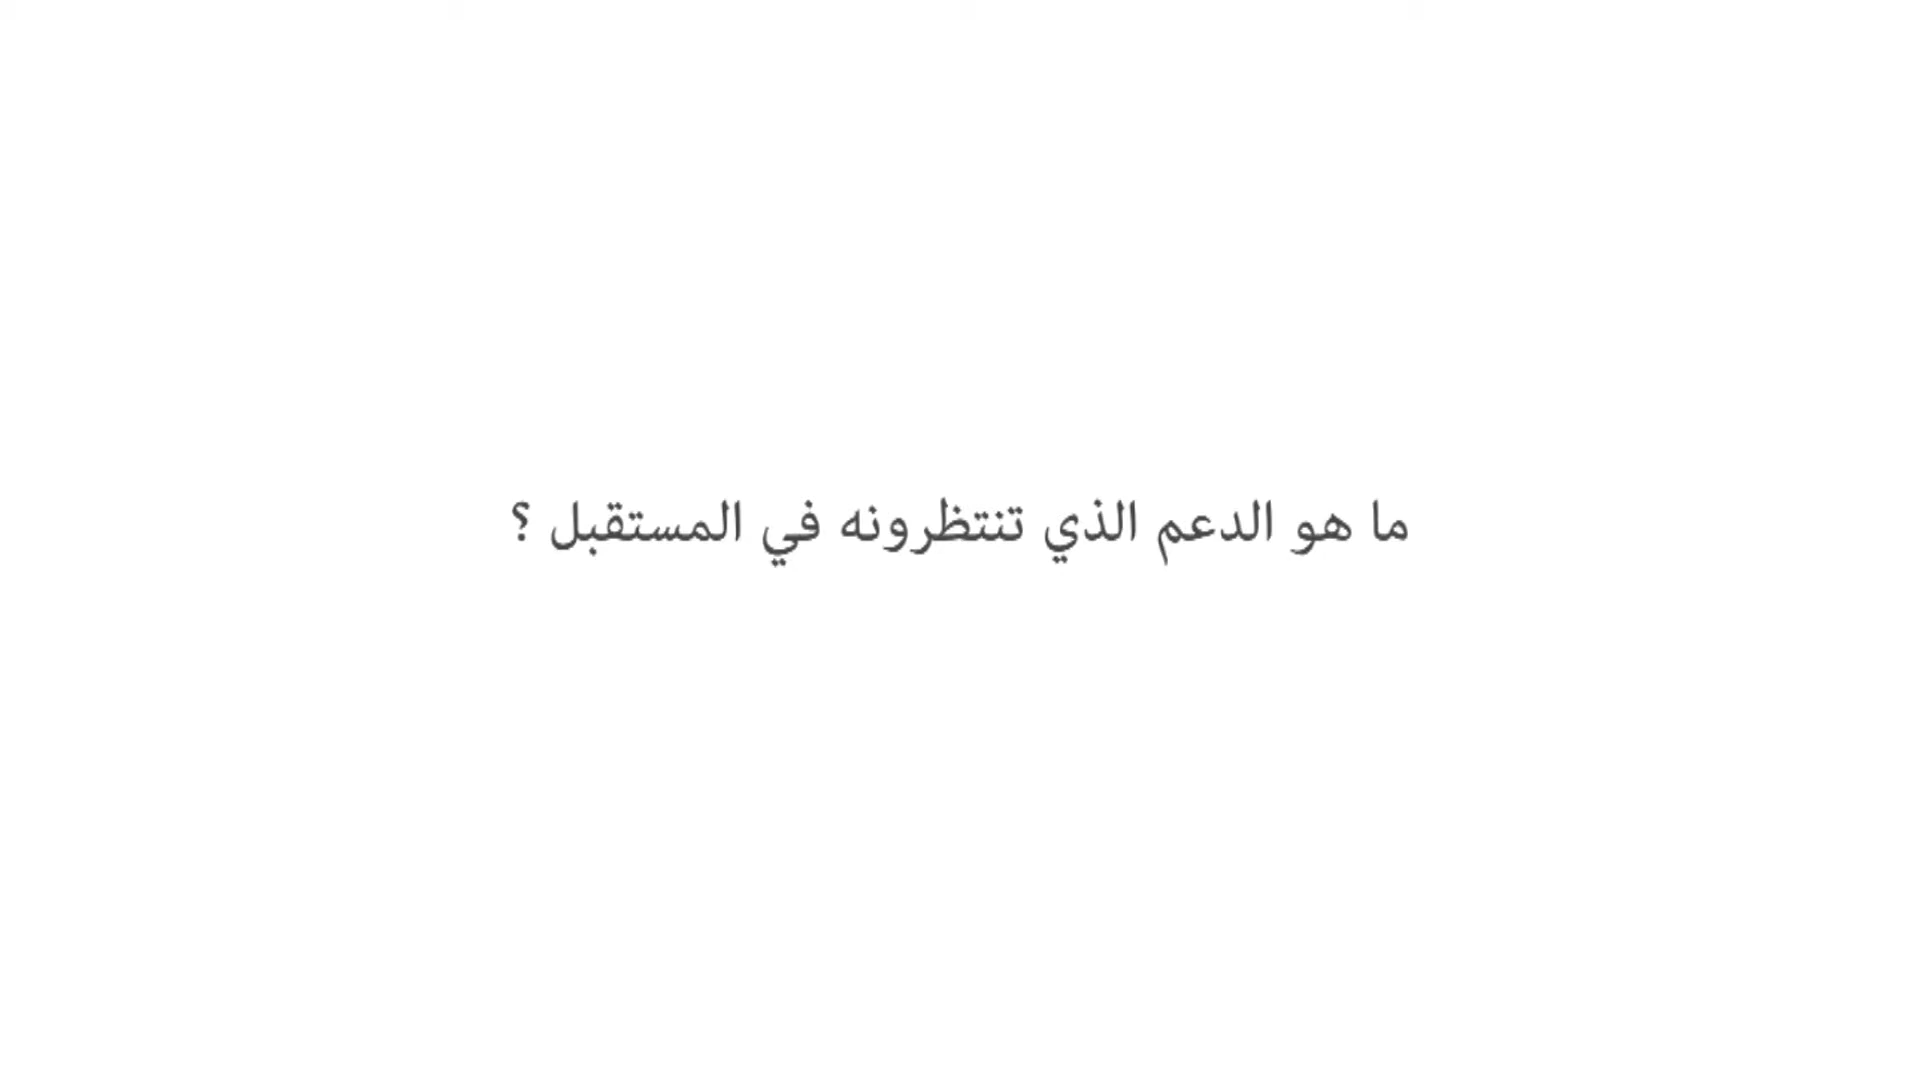 ما هو الدعم الذي تنتظرونه في المستقبل ؟